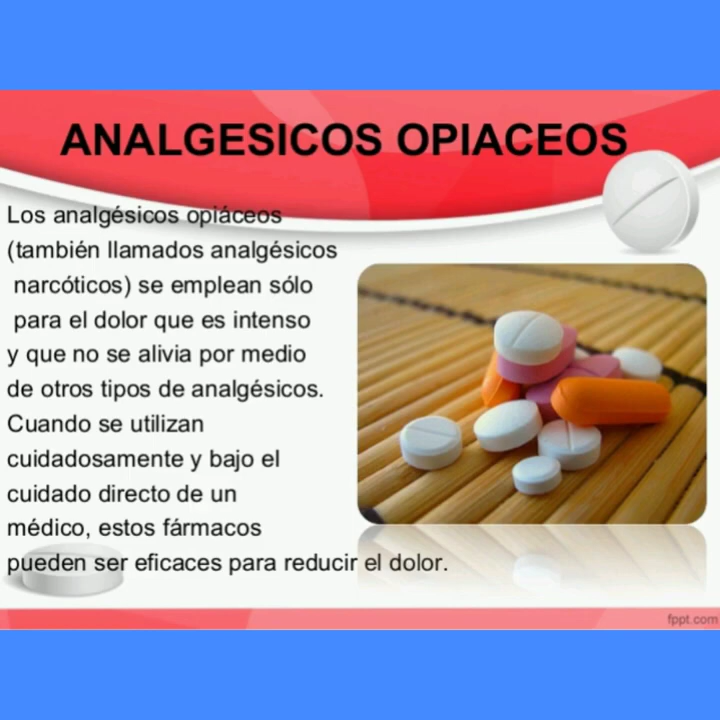 ANALGESICOS OPIACEOS
Los analgésicos opiáceos
(también llamados analgésicos
narcóticos) se emplean sólo
para el dolor que es intenso
y que no se alivia por medio
de otros tipos de analgésicos.
Cuando se utilizan
cuidadosamente y bajo el
cuidado directo de un
médico, estos fármacos
pueden ser eficaces para reducir el dolor.
fppt.com